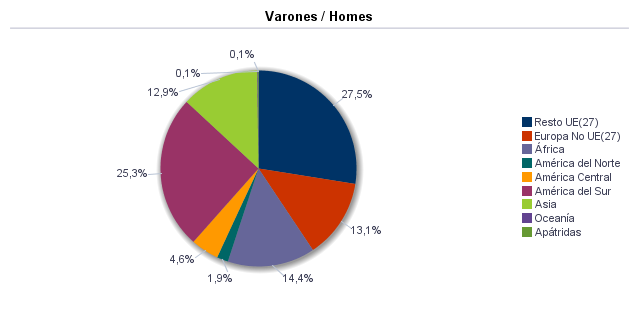 Varones / Homes
0,1%
0,1%
12,9%
27,5%
25,3%
13,1%
4,6%
1,9%
14,4%
Resto UE(27)
Europa No UE(27)
África
América del Norte
América Central
América del Sur
Asia
Oceanía
Apátridas